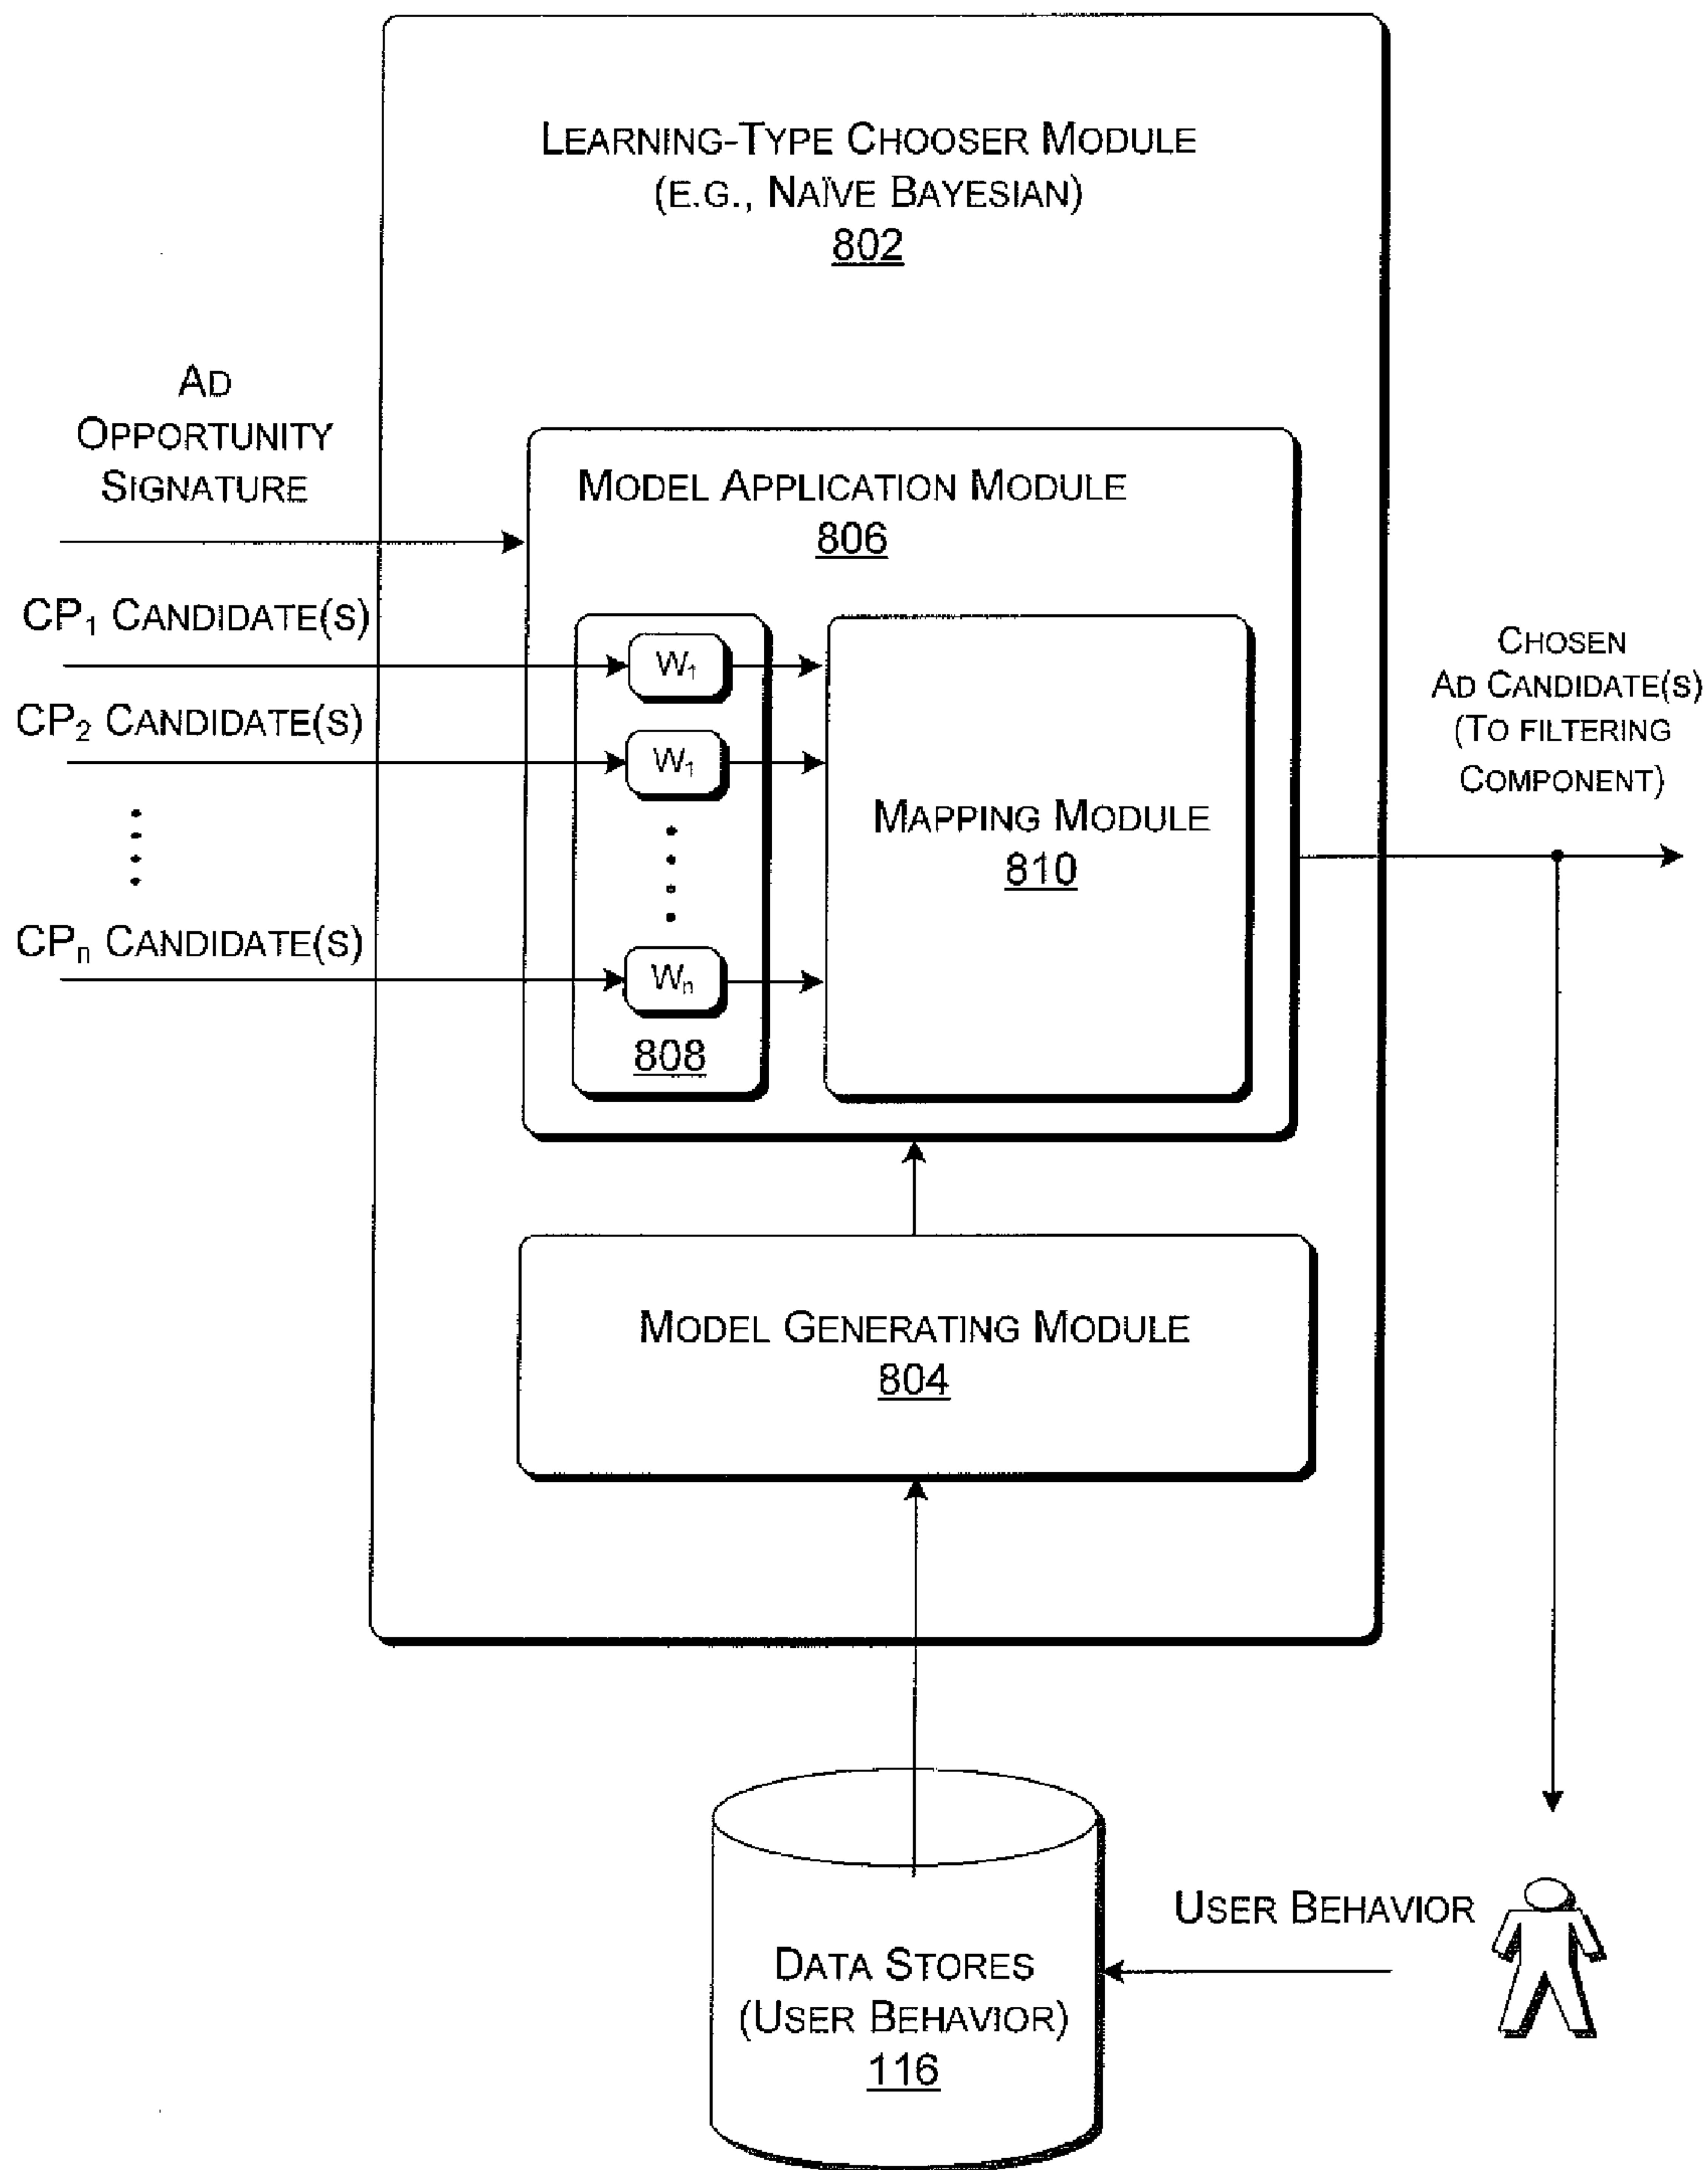 LEARNING-TYPE CHOOSER MODULE
(E.G., NAÏVE BAYESIAN)
802
AD
OPPORTUNITY
SIGNATURE
MODEL APPLICATION MODULE
806
CP₁ CANDIDATE(S)
W₁
CP₂ CANDIDATE(S)
W₁
CPₙ CANDIDATE(S)
Wₙ
808
MAPPING MODULE
810
CHOSEN
AD CANDIDATE(S)
(TO FILTERING
COMPONENT)
MODEL GENERATING MODULE
804
USER BEHAVIOR
DATA STORES
(USER BEHAVIOR)
116